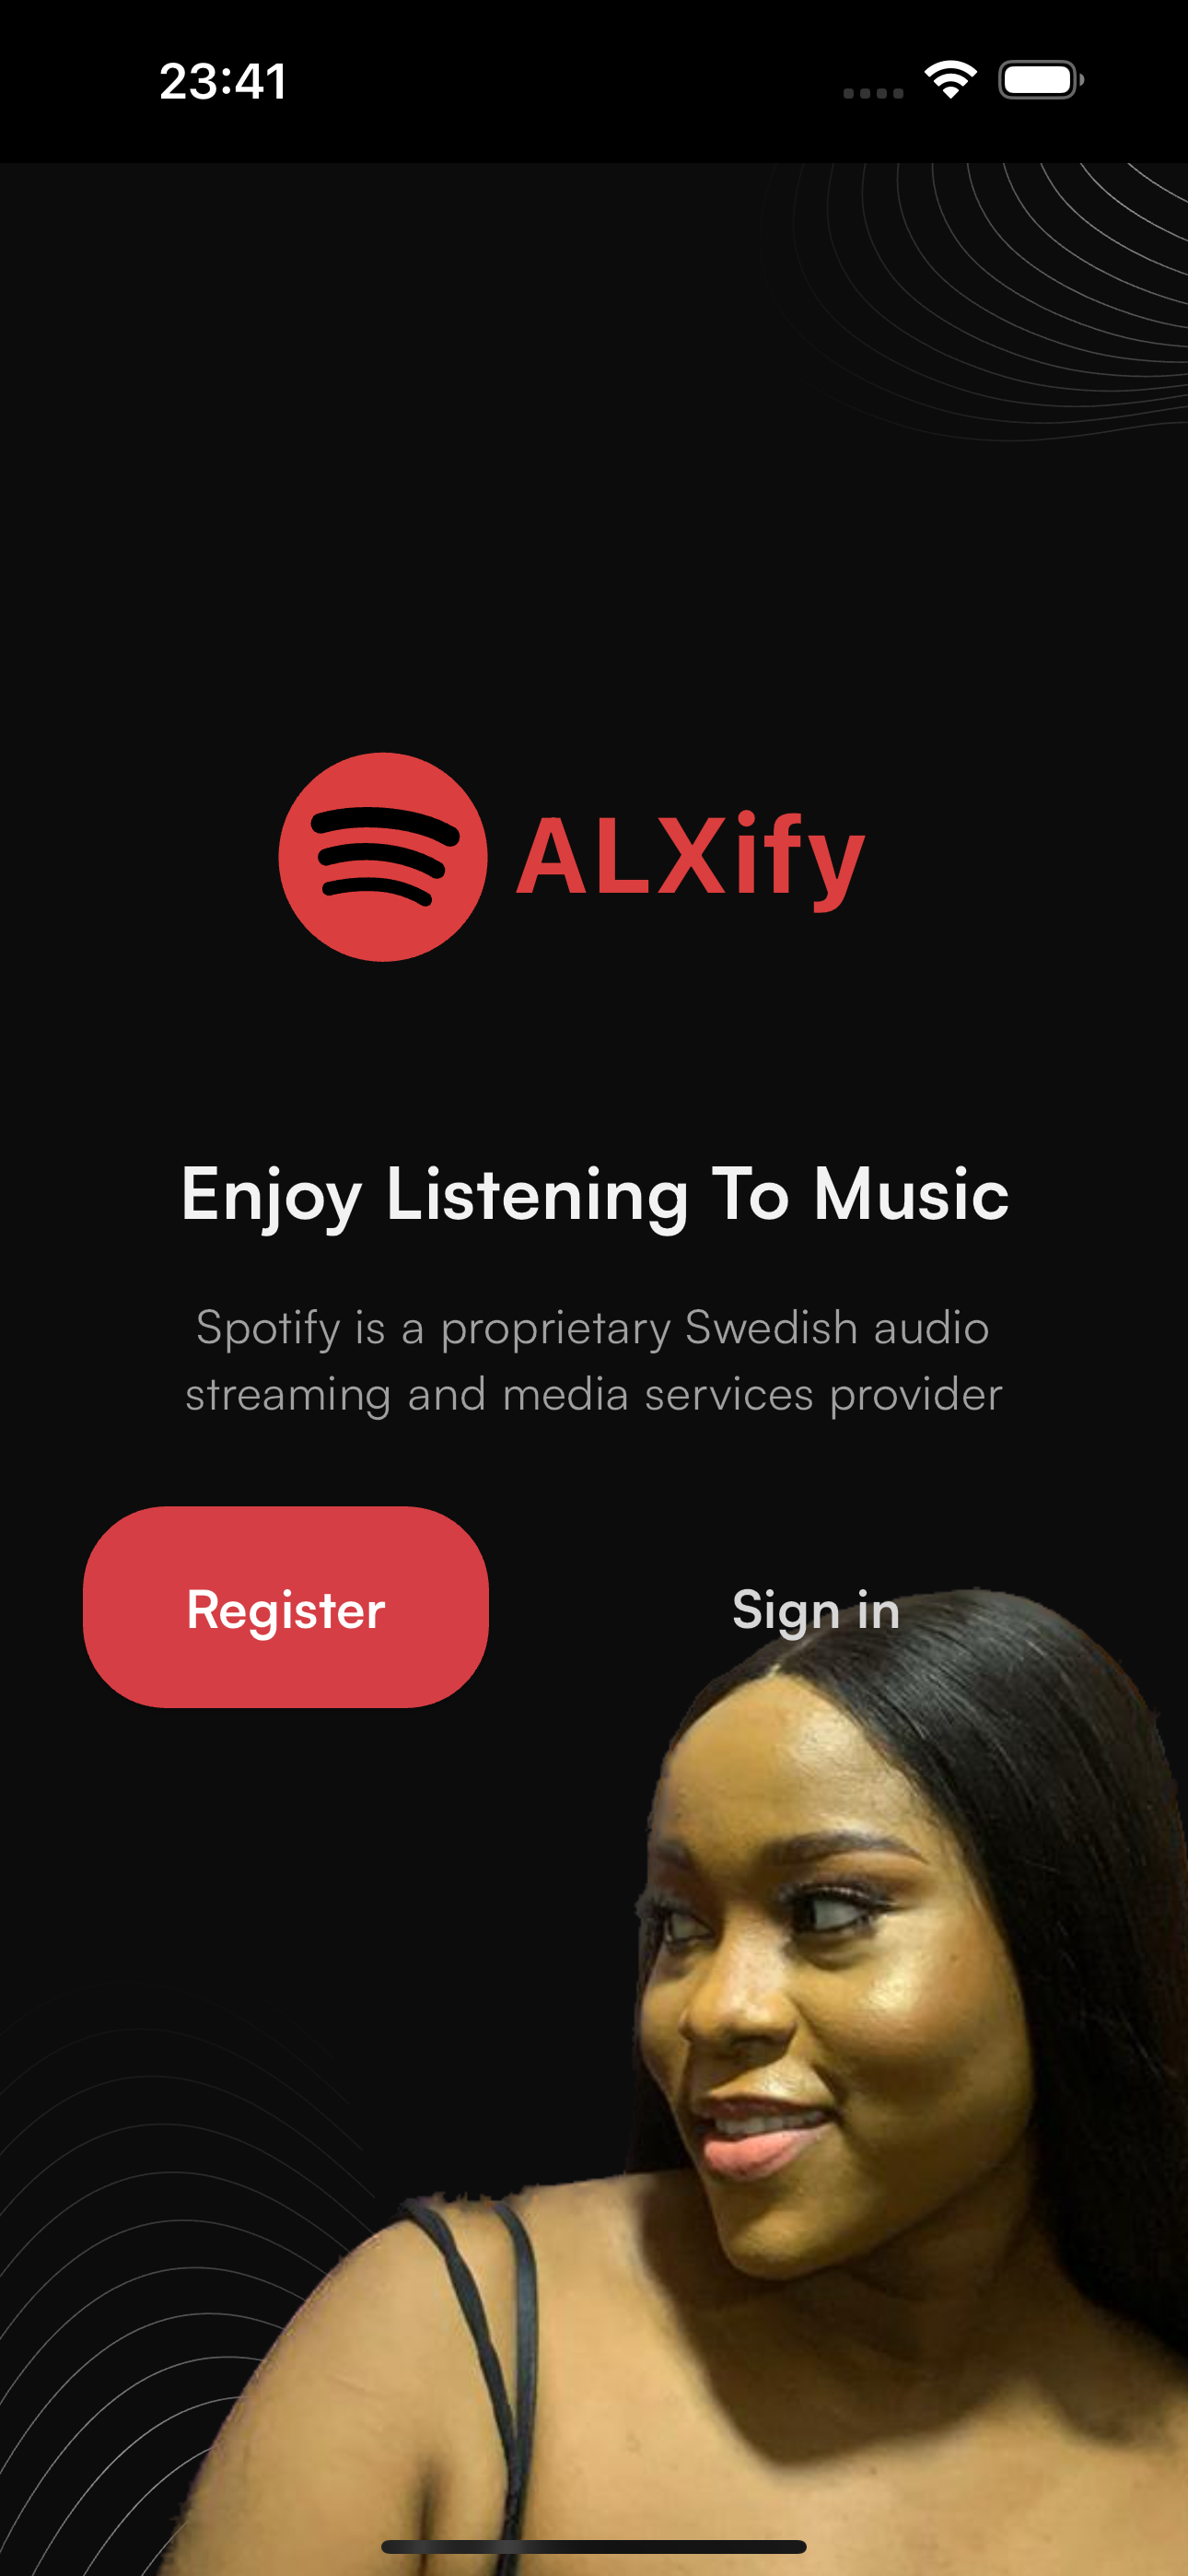 23:41
ALXify
Enjoy Listening To Music
Spotify is a proprietary Swedish audio
streaming and media services provider
Register
Sign in